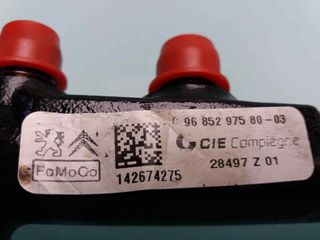 96 852 975 80-03
CIE Compiègne
28497 Z 01
FoMoCo
142674275